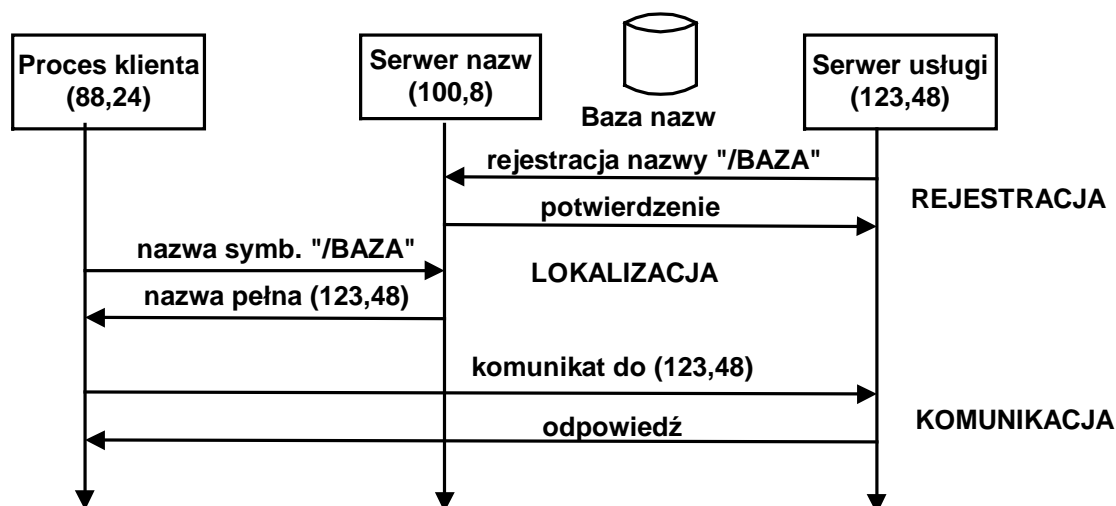 Proces klienta
(88,24)
Serwer nazw
(100,8)
Baza nazw
Serwer usługi
(123,48)
rejestracja nazwy "/BAZA"
REJESTRACJA
potwierdzenie
nazwa symb. "/BAZA"
LOKALIZACJA
nazwa pełna (123,48)
komunikat do (123,48)
KOMUNIKACJA
odpowiedź